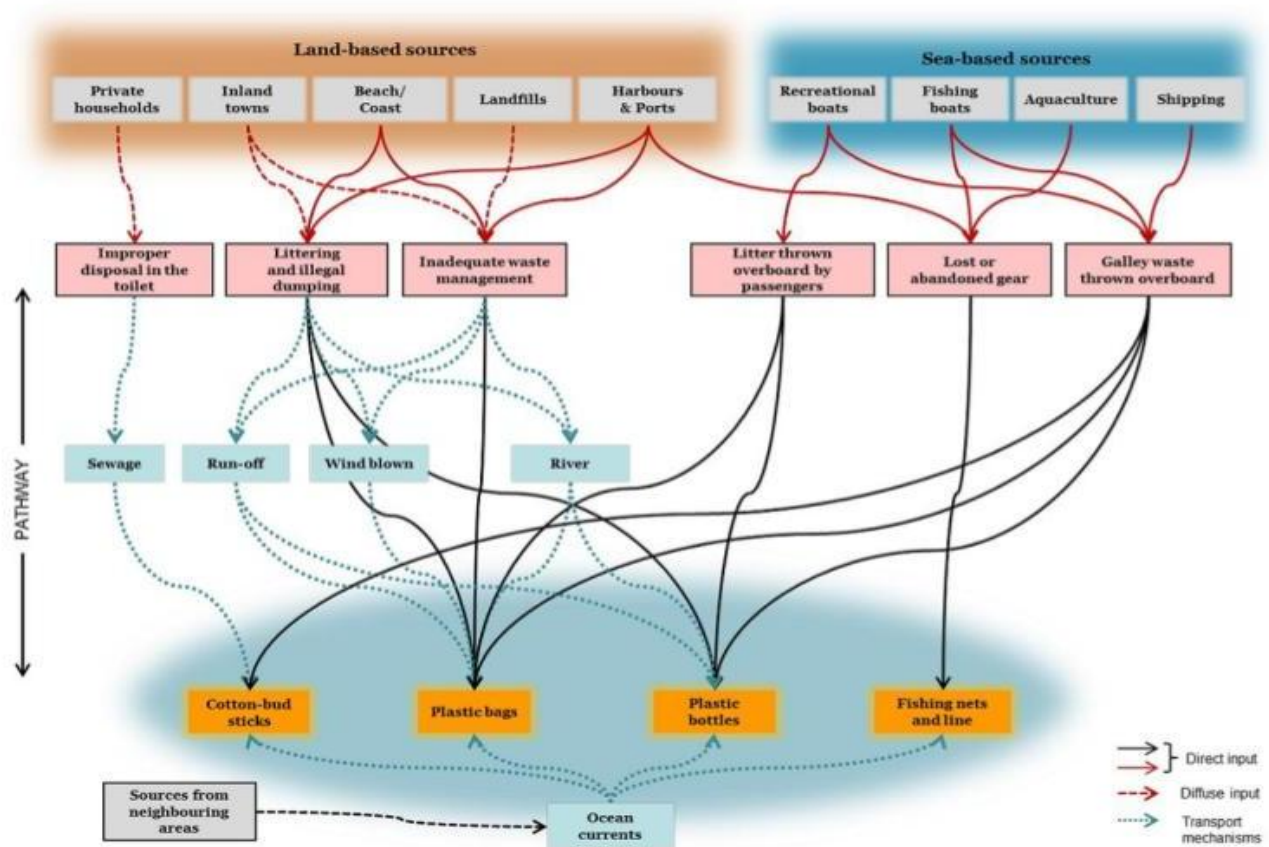 Land-based sources
Sea-based sources
Private
households
Inland
towns
Beach/
Coast
Landfills
Harbours
& Ports
Recreational
boats
Fishing
boats
Aquaculture
Shipping
Improper
disposal in the
toilet
Littering
and illegal
dumping
Inadequate waste
management
Litter thrown
overboard by
passengers
Lost or
abandoned gear
Galley waste
thrown overboard
PATHWAY
Sewage
Run-off
Wind blown
River
Cotton-bud
sticks
Plastic bags
Plastic
bottles
Fishing nets
and line
Sources from
neighbouring
areas
Ocean
currents
Direct input
Diffuse input
Transport
mechanisms